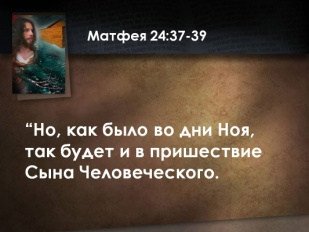 Матфея 24:37-39
“Но, как было во дни Ноя,
так будет и в пришествие
Сына Человеческого.